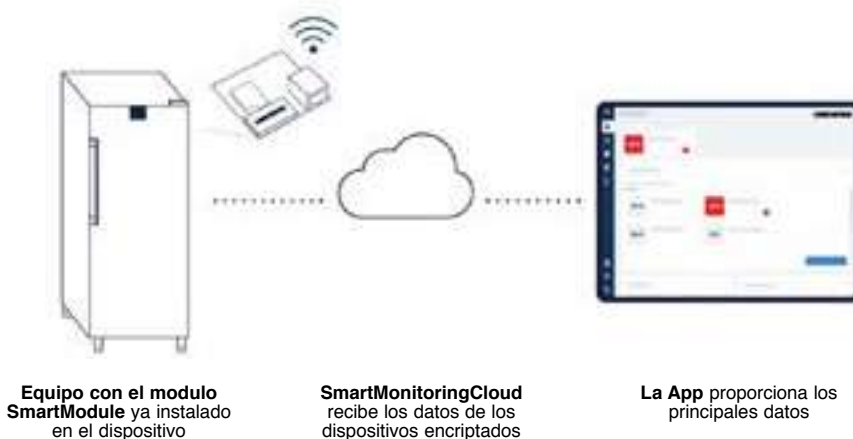 Equipo con el modulo
SmartModule ya instalado
en el dispositivo
SmartMonitoringCloud
recibe los datos de los
dispositivos encriptados
La App proporciona los
principales datos